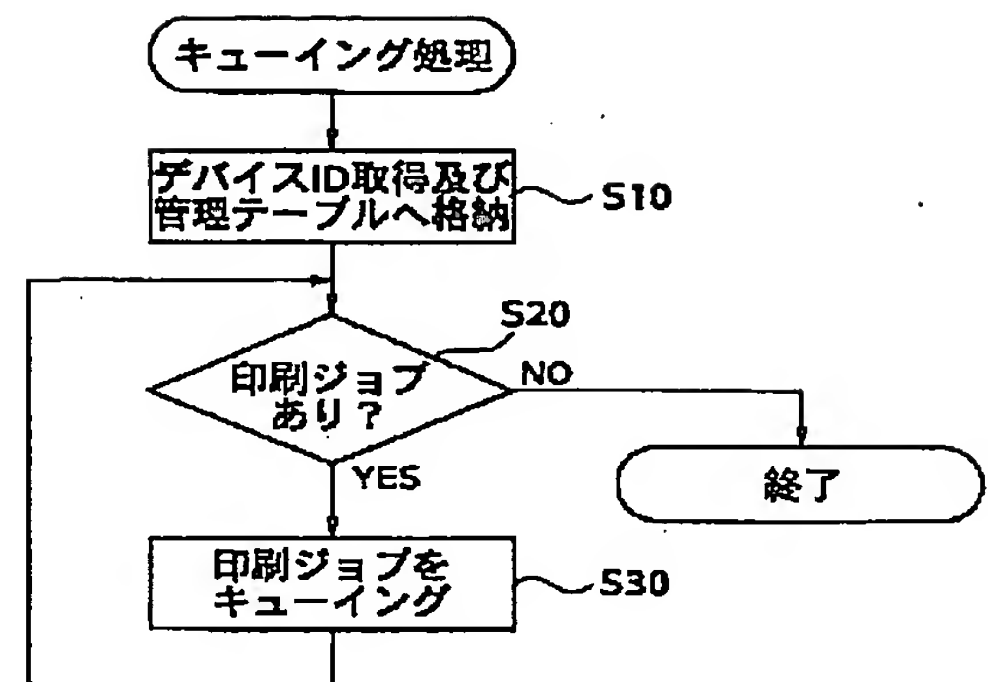 キューイング処理
デバイスID取得及び
管理テーブルへ格納
S10
S20
印刷ジョブ
あり?
NO
YES
終了
印刷ジョブを
キューイング
S30